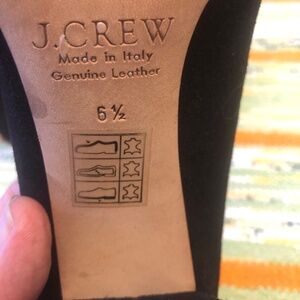 J.CREW
Made in Italy
Genuine Leather
6 ½